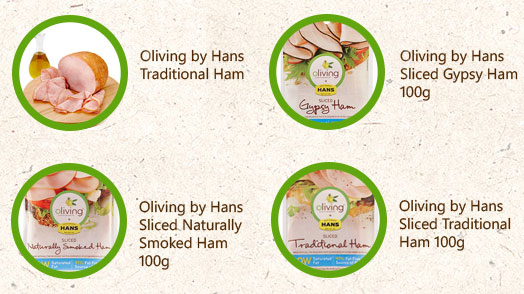 Oliving by Hans
Traditional Ham
oliving
HANS
SLICED
Gypsy Ham
Oliving by Hans
Sliced Gypsy Ham
100g
oliving
HANS
SLICED
Naturally Smoked Ham
Oliving by Hans
Sliced Naturally
Smoked Ham
100g
oliving
HANS
SLICED
Traditional Ham
Oliving by Hans
Sliced Traditional
Ham 100g